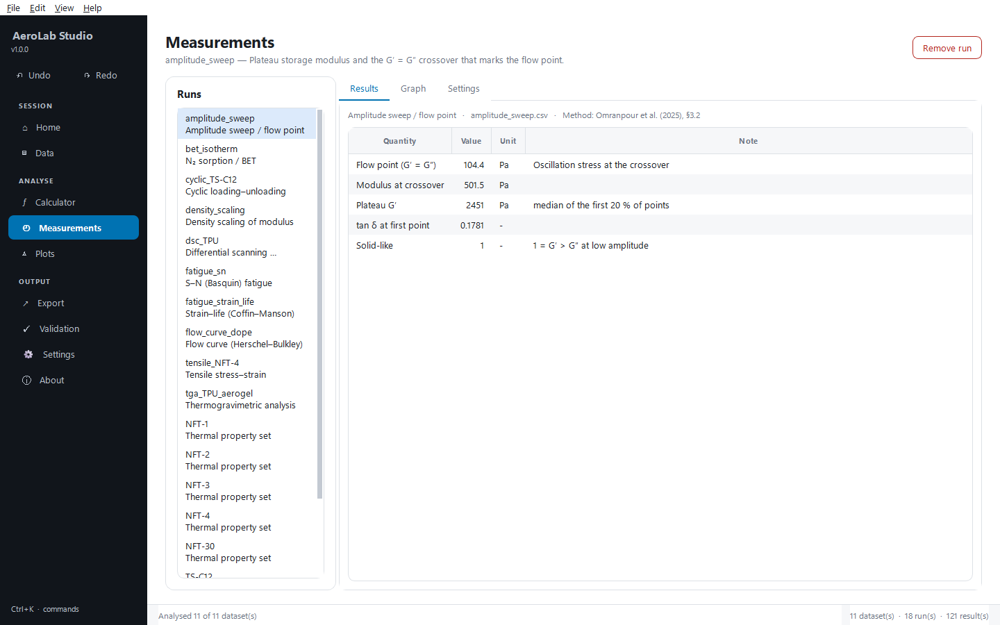 File Edit View Help
AeroLab Studio
v1.0.0
Undo Redo
SESSION
Home
Data
ANALYSE
Calculator
Measurements
Plots
OUTPUT
Export
Validation
Settings
About
Ctrl+K · commands
Measurements
amplitude_sweep — Plateau storage modulus and the G′ = G″ crossover that marks the flow point.
Remove run
Runs
amplitude_sweep
Amplitude sweep / flow point
bet_isotherm
N₂ sorption / BET
cyclic_TS-C12
Cyclic loading–unloading
density_scaling
Density scaling of modulus
dsc_TPU
Differential scanning ...
fatigue_sn
S–N (Basquin) fatigue
fatigue_strain_life
Strain–life (Coffin–Manson)
flow_curve_dope
Flow curve (Herschel–Bulkley)
tensile_NFT-4
Tensile stress–strain
tga_TPU_aerogel
Thermogravimetric analysis
NFT-1
Thermal property set
NFT-2
Thermal property set
NFT-3
Thermal property set
NFT-4
Thermal property set
NFT-30
Thermal property set
TS-C12
Results Graph Settings
Amplitude sweep / flow point · amplitude_sweep.csv · Method: Omranpour et al. (2025), §3.2
Quantity Value Unit Note
Flow point (G′ = G″) 104.4 Pa Oscillation stress at the crossover
Modulus at crossover 501.5 Pa
Plateau G′ 2451 Pa median of the first 20 % of points
tan δ at first point 0.1781 -
Solid-like 1 - 1 = G′ > G″ at low amplitude
Analysed 11 of 11 dataset(s)
11 dataset(s) · 18 run(s) · 121 result(s)